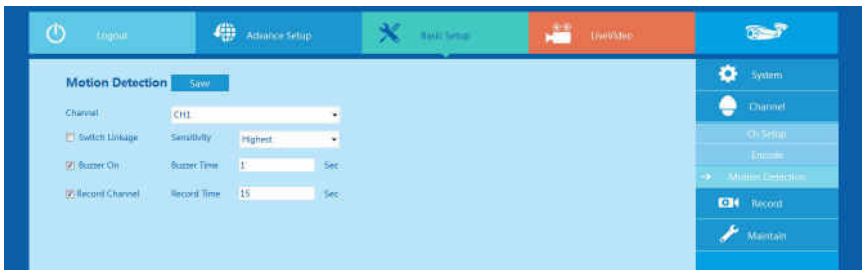 Logout Advance Setup Basic Setup LiveVideo
Motion Detection Save
Channel CH1
Switch Linkage Sensitivity Highest
Buzzer On Buzzer Time 1 Sec
Record Channel Record Time 15 Sec
System
Channel
Ch Setup
Encode
Motion Detection
Record
Maintain